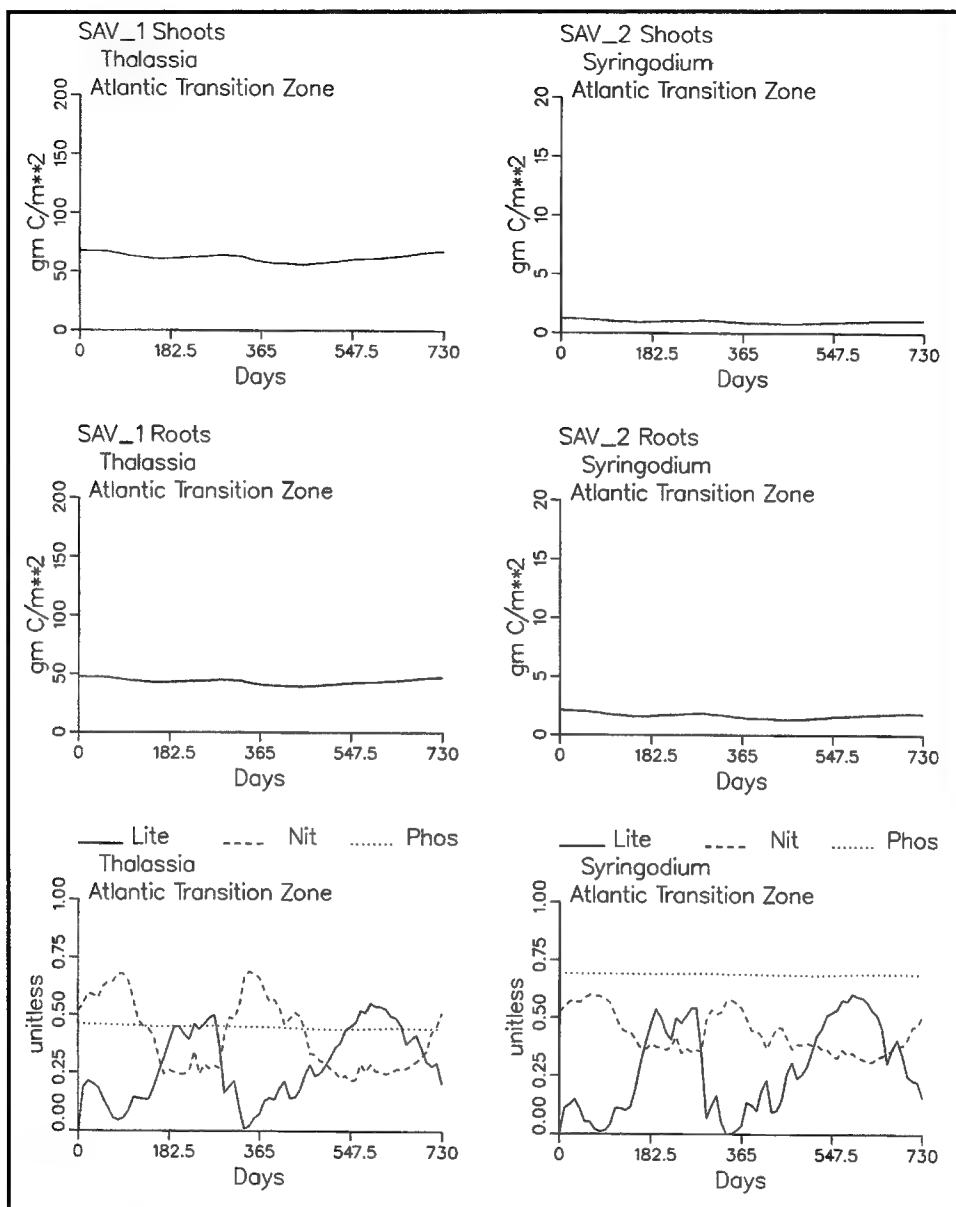 SAV_1 Shoots
Thalassia
Atlantic Transition Zone
gm C/m**2
200
150
100
50
0
0 182.5 365 547.5 730
Days
SAV_2 Shoots
Syringodium
Atlantic Transition Zone
gm C/m**2
20
15
10
5
0
0 182.5 365 547.5 730
Days
SAV_1 Roots
Thalassia
Atlantic Transition Zone
gm C/m**2
200
150
100
50
0
0 182.5 365 547.5 730
Days
SAV_2 Roots
Syringodium
Atlantic Transition Zone
gm C/m**2
20
15
10
5
0
0 182.5 365 547.5 730
Days
Lite Nit Phos
Thalassia
Atlantic Transition Zone
unitless
1.00
0.75
0.50
0.25
0.00
0 182.5 365 547.5 730
Days
Lite Nit Phos
Syringodium
Atlantic Transition Zone
unitless
1.00
0.75
0.50
0.25
0.00
0 182.5 365 547.5 730
Days